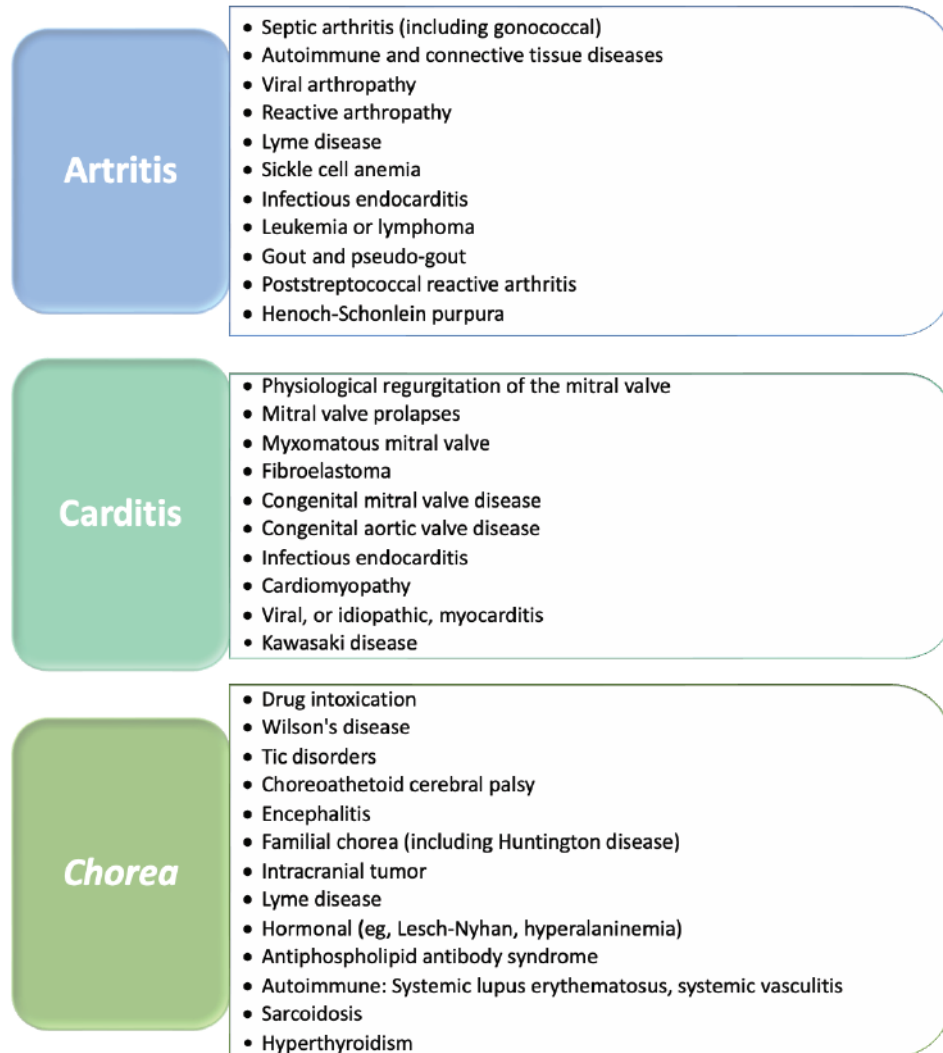 Artritis
• Septic arthritis (including gonococcal)
• Autoimmune and connective tissue diseases
• Viral arthropathy
• Reactive arthropathy
• Lyme disease
• Sickle cell anemia
• Infectious endocarditis
• Leukemia or lymphoma
• Gout and pseudo-gout
• Poststreptococcal reactive arthritis
• Henoch-Schonlein purpura
Carditis
• Physiological regurgitation of the mitral valve
• Mitral valve prolapses
• Myxomatous mitral valve
• Fibroelastoma
• Congenital mitral valve disease
• Congenital aortic valve disease
• Infectious endocarditis
• Cardiomyopathy
• Viral, or idiopathic, myocarditis
• Kawasaki disease
Chorea
• Drug intoxication
• Wilson's disease
• Tic disorders
• Choreoathetoid cerebral palsy
• Encephalitis
• Familial chorea (including Huntington disease)
• Intracranial tumor
• Lyme disease
• Hormonal (eg, Lesch-Nyhan, hyperalaninemia)
• Antiphospholipid antibody syndrome
• Autoimmune: Systemic lupus erythematosus, systemic vasculitis
• Sarcoidosis
• Hyperthyroidism